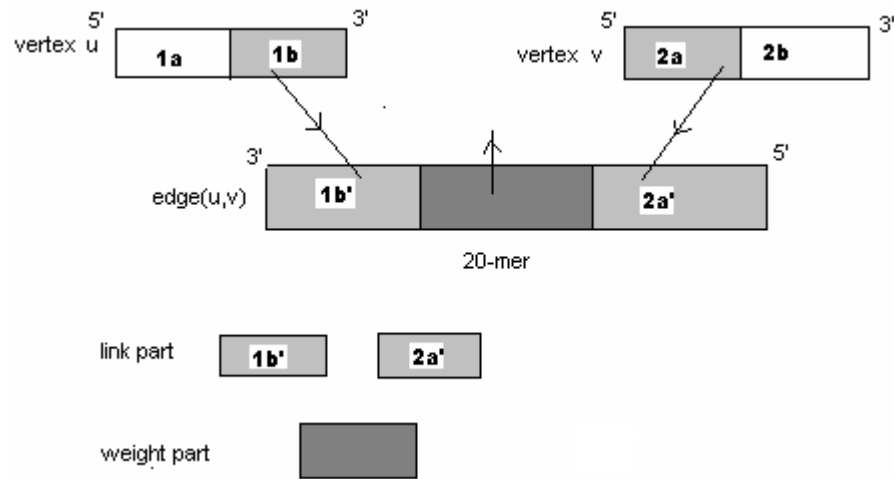 5' 3' 5' 3'
vertex u 1a 1b vertex v 2a 2b
3' 5'
edge(u,v) 1b' 2a'
20-mer
link part 1b' 2a'
weight part